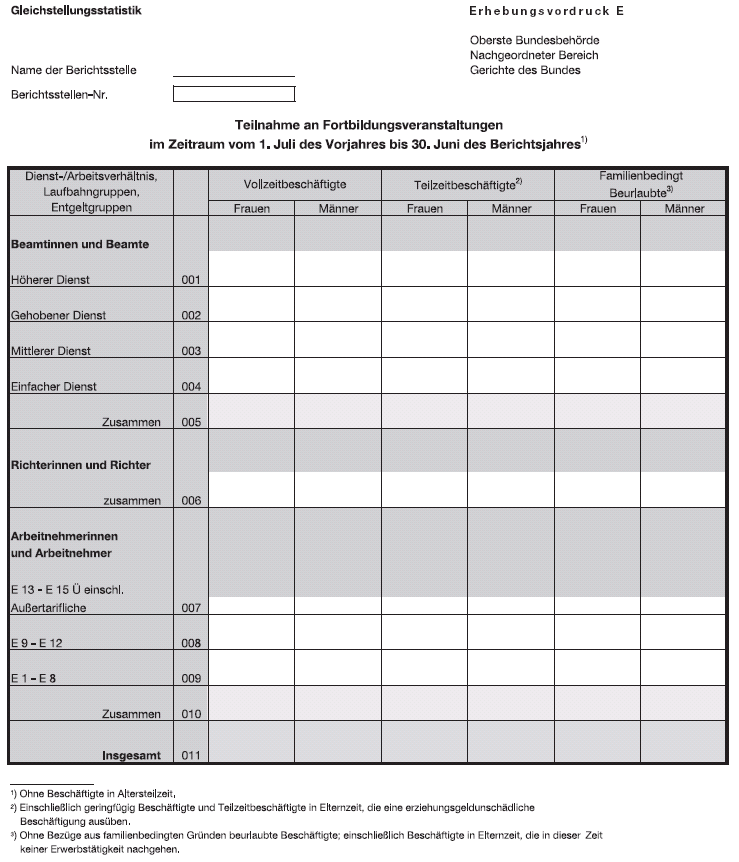 Gleichstellungsstatistik
Erhebungsvordruck E
Oberste Bundesbehörde
Nachgeordneter Bereich
Name der Berichtsstelle
Gerichte des Bundes
Berichtsstellen-Nr.
Teilnahme an Fortbildungsveranstaltungen
im Zeitraum vom 1. Juli des Vorjahres bis 30. Juni des Berichtsjahres¹⁾
Dienst-/Arbeitsverhältnis,
Laufbahngruppen,
Entgeltgruppen
Vollzeitbeschäftigte
Teilzeitbeschäftigte²⁾
Familienbedingt
Beurlaubte³⁾
Frauen Männer Frauen Männer Frauen Männer
Beamtinnen und Beamte
Höherer Dienst 001
Gehobener Dienst 002
Mittlerer Dienst 003
Einfacher Dienst 004
Zusammen 005
Richterinnen und Richter
zusammen 006
Arbeitnehmerinnen
und Arbeitnehmer
E 13 – E 15 Ü einschl.
Außertarifliche 007
E 9 – E 12 008
E 1 – E 8 009
Zusammen 010
Insgesamt 011
¹⁾ Ohne Beschäftigte in Altersteilzeit.
²⁾ Einschließlich geringfügig Beschäftigte und Teilzeitbeschäftigte in Elternzeit, die eine erziehungsgeldunschädliche
Beschäftigung ausüben.
³⁾ Ohne Bezüge aus familienbedingten Gründen beurlaubte Beschäftigte; einschließlich Beschäftigte in Elternzeit, die in dieser Zeit
keiner Erwerbstätigkeit nachgehen.